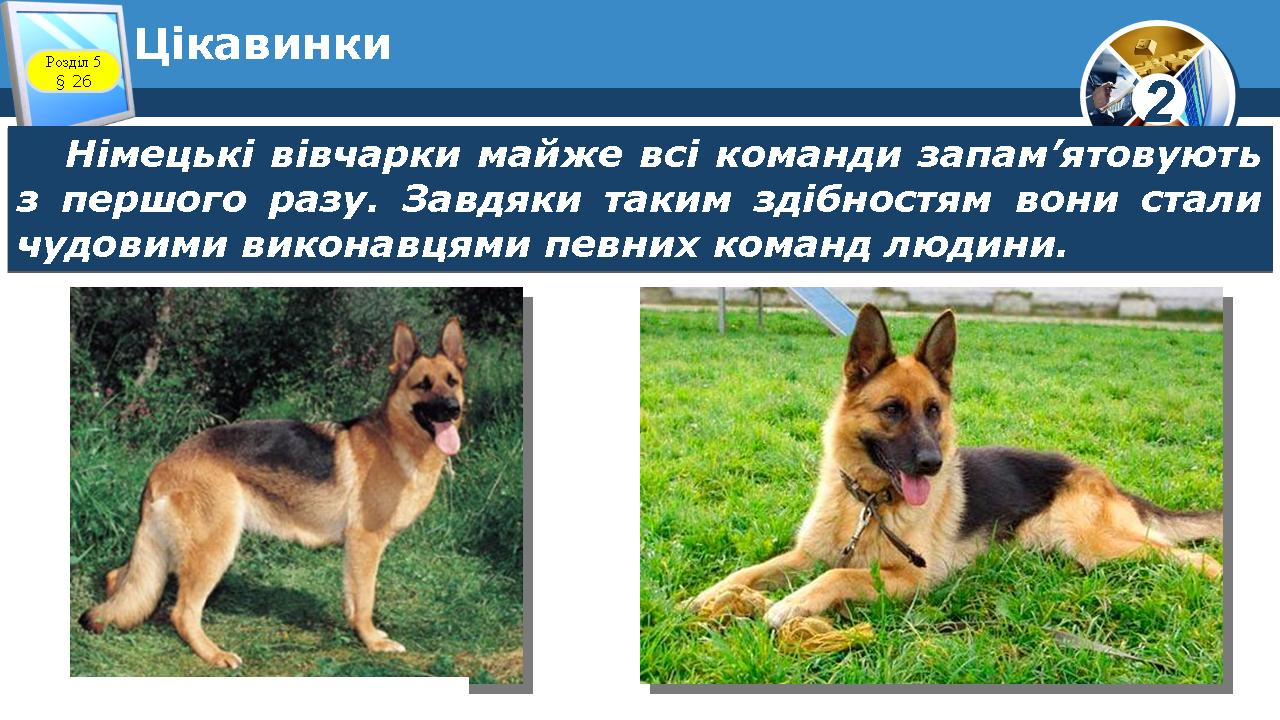 Цікавинки
Розділ 5
§ 26
2
Німецькі вівчарки майже всі команди запам’ятовують
з першого разу. Завдяки таким здібностям вони стали
чудовими виконавцями певних команд людини.